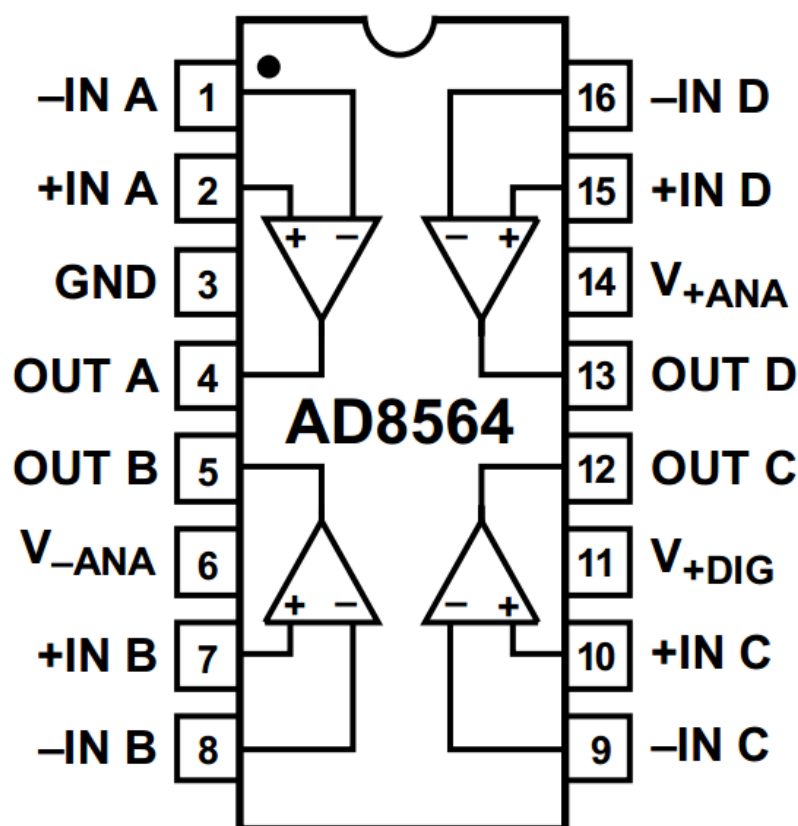 –IN A 1 16 –IN D
+IN A 2 15 +IN D
+ – – +
GND 3 14 V+ANA
OUT A 4 13 OUT D
AD8564
OUT B 5 12 OUT C
V–ANA 6 11 V+DIG
+ – – +
+IN B 7 10 +IN C
–IN B 8 9 –IN C